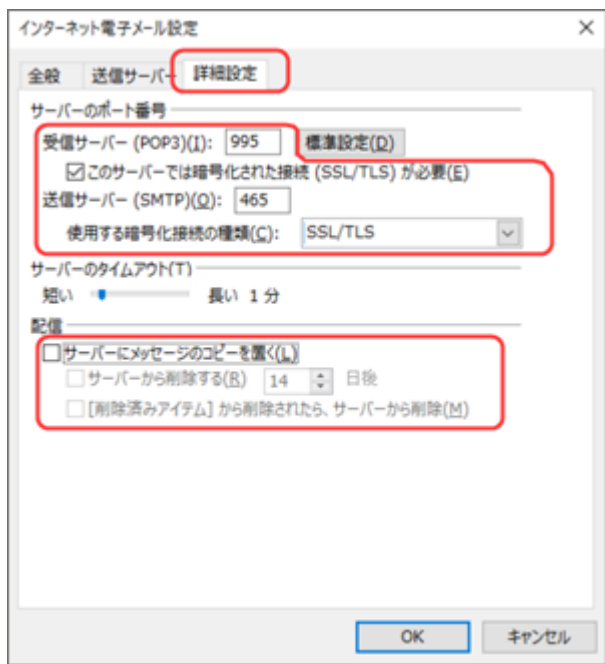 インターネット電子メール設定
全般 送信サーバー 詳細設定
サーバーのポート番号
受信サーバー (POP3)(I): 995 標準設定(D)
このサーバーでは暗号化された接続 (SSL/TLS) が必要(E)
送信サーバー (SMTP)(O): 465
使用する暗号化接続の種類(C): SSL/TLS
サーバーのタイムアウト(T)
短い 長い 1 分
配信
サーバーにメッセージのコピーを置く(L)
サーバーから削除する(R) 14 日後
[削除済みアイテム] から削除されたら、サーバーから削除(M)
OK キャンセル